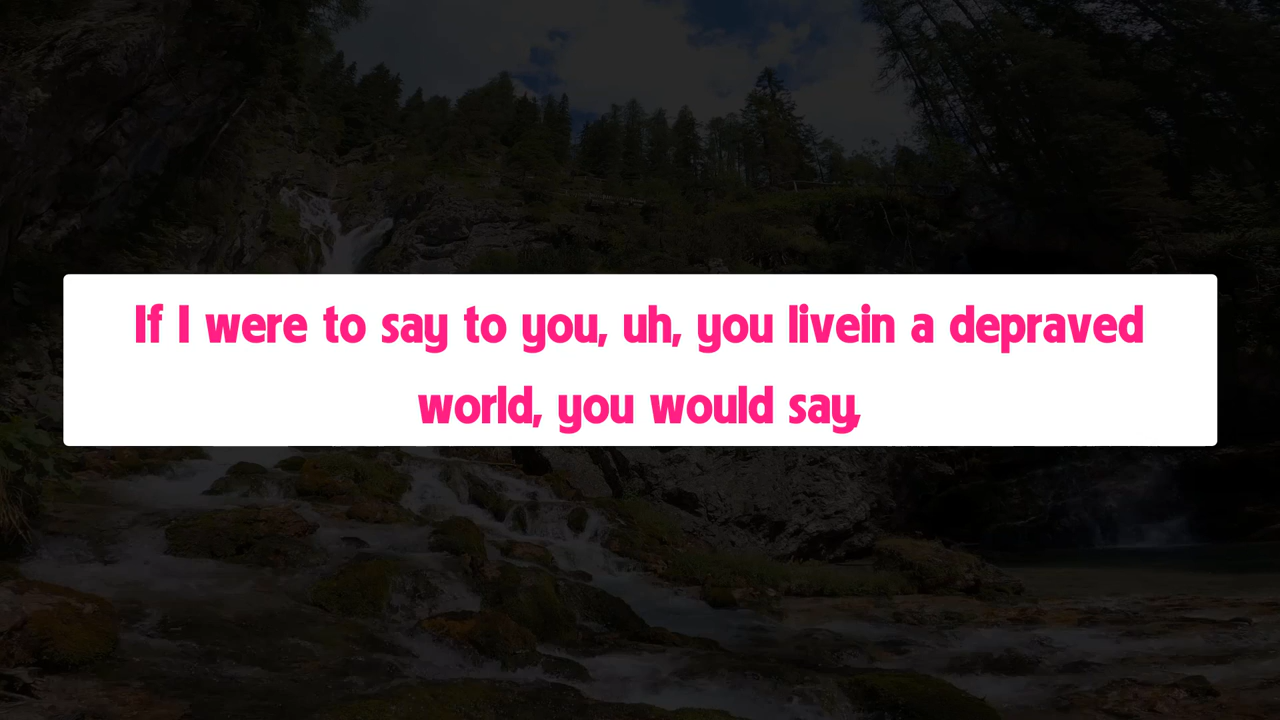 If I were to say to you, uh, you livein a depraved
world, you would say,